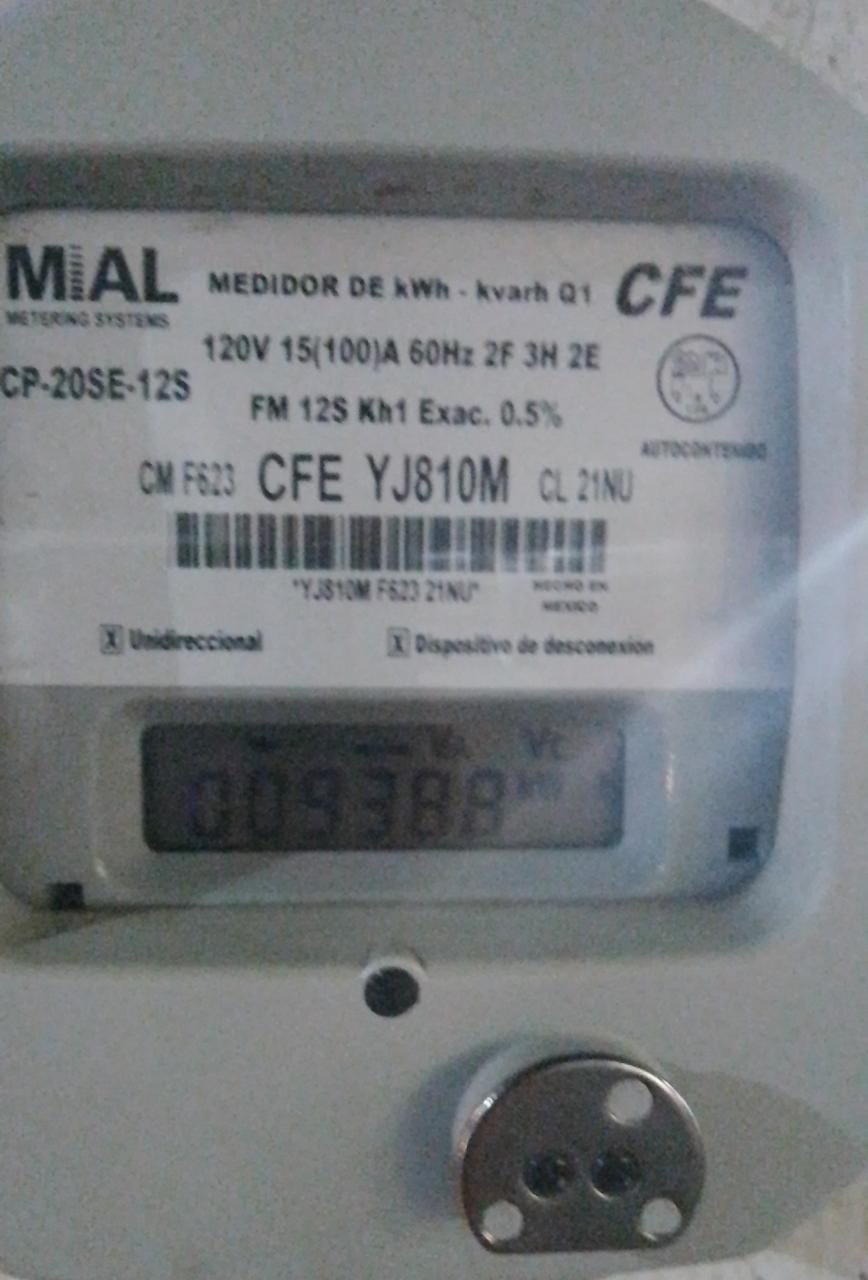 MIAL
METERING SYSTEMS
MEDIDOR DE kWh - kvarh Q1
CFE
120V 15(100)A 60Hz 2F 3H 2E
CP-20SE-12S
FM 12S Kh1 Exac. 0.5%
AUTOCONTENIDO
CM F623 CFE YJ810M CL 21NU
*YJ810M F623 21NU*
HECHO EN
MEXICO
X Unidireccional
X Dispositivo de desconexión
009388